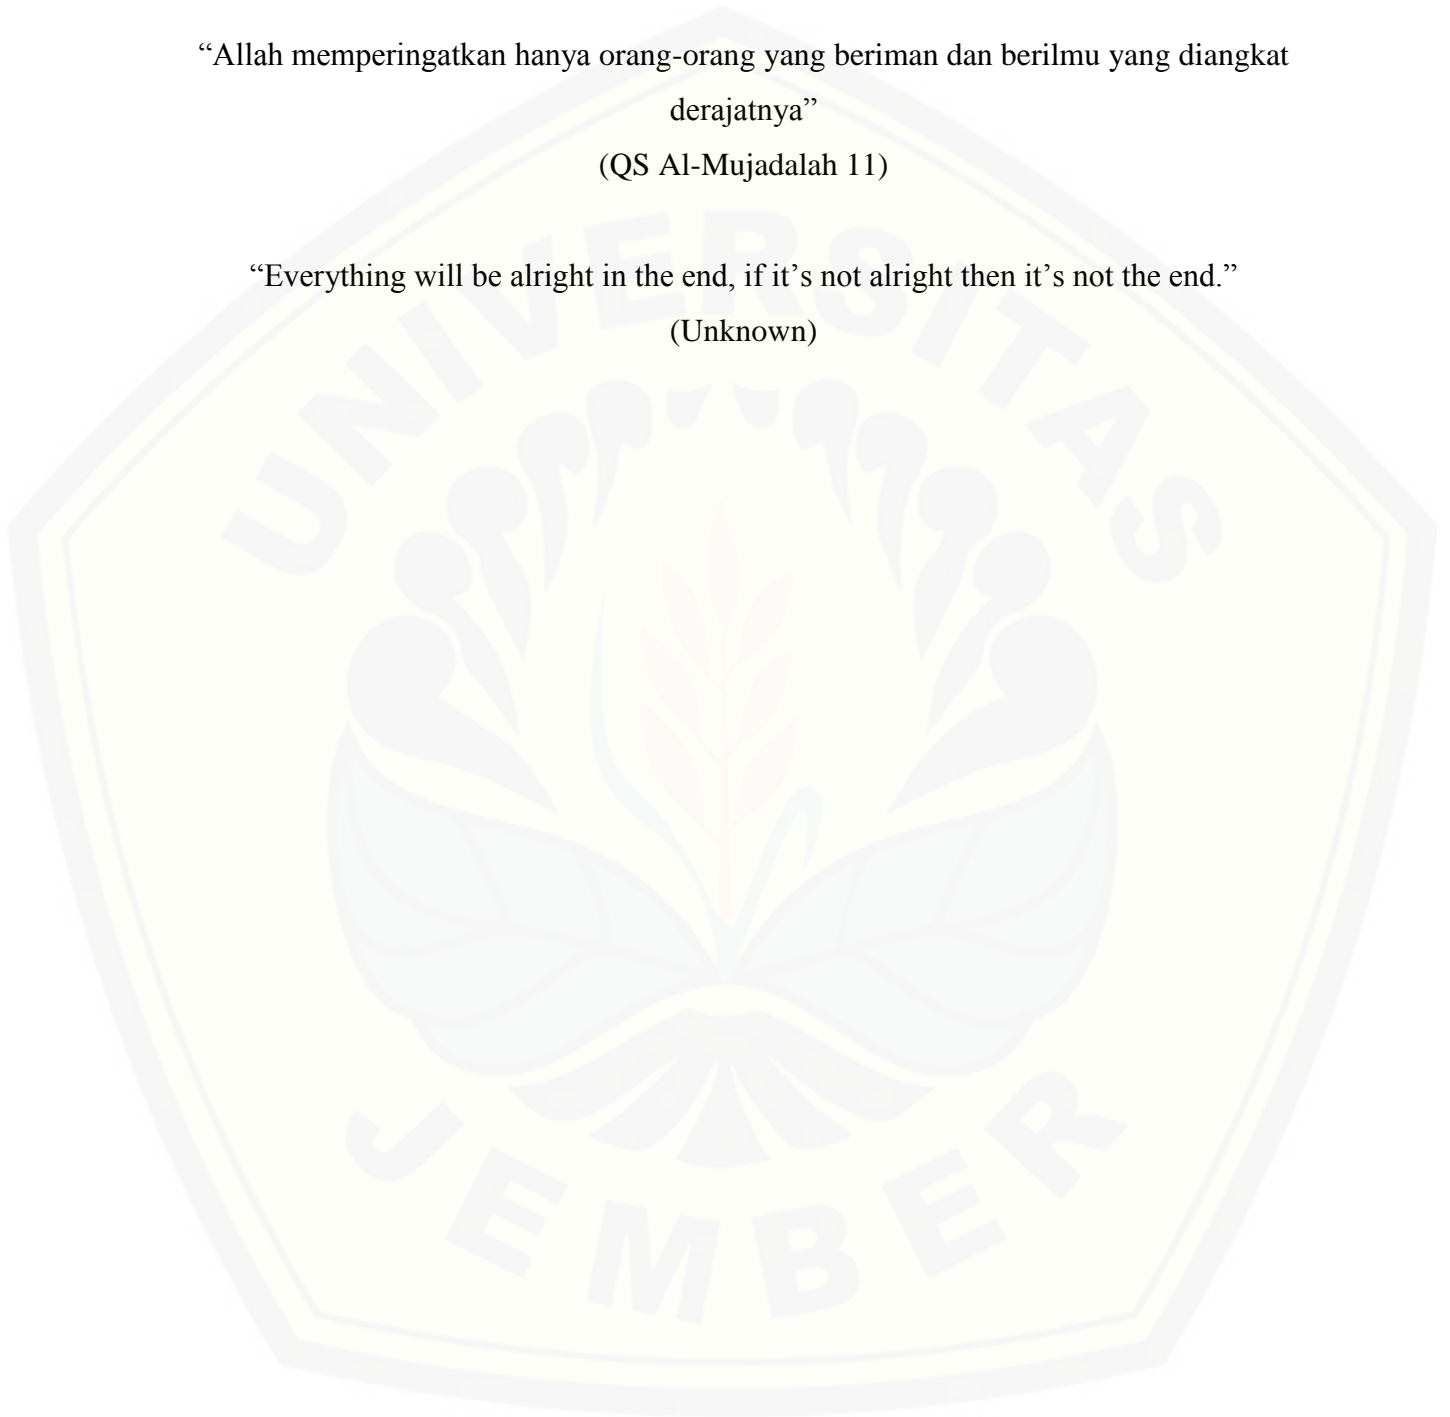 “Allah memperingatkan hanya orang-orang yang beriman dan berilmu yang diangkat
derajatnya”
(QS Al-Mujadalah 11)
“Everything will be alright in the end, if it’s not alright then it’s not the end.”
(Unknown)
UNIVERSITAS
JEMBER